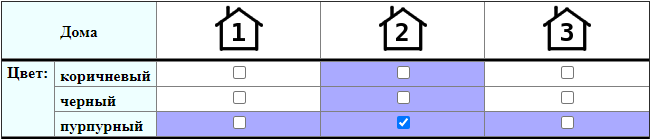 Дома 1 2 3
Цвет: коричневый
черный
пурпурный